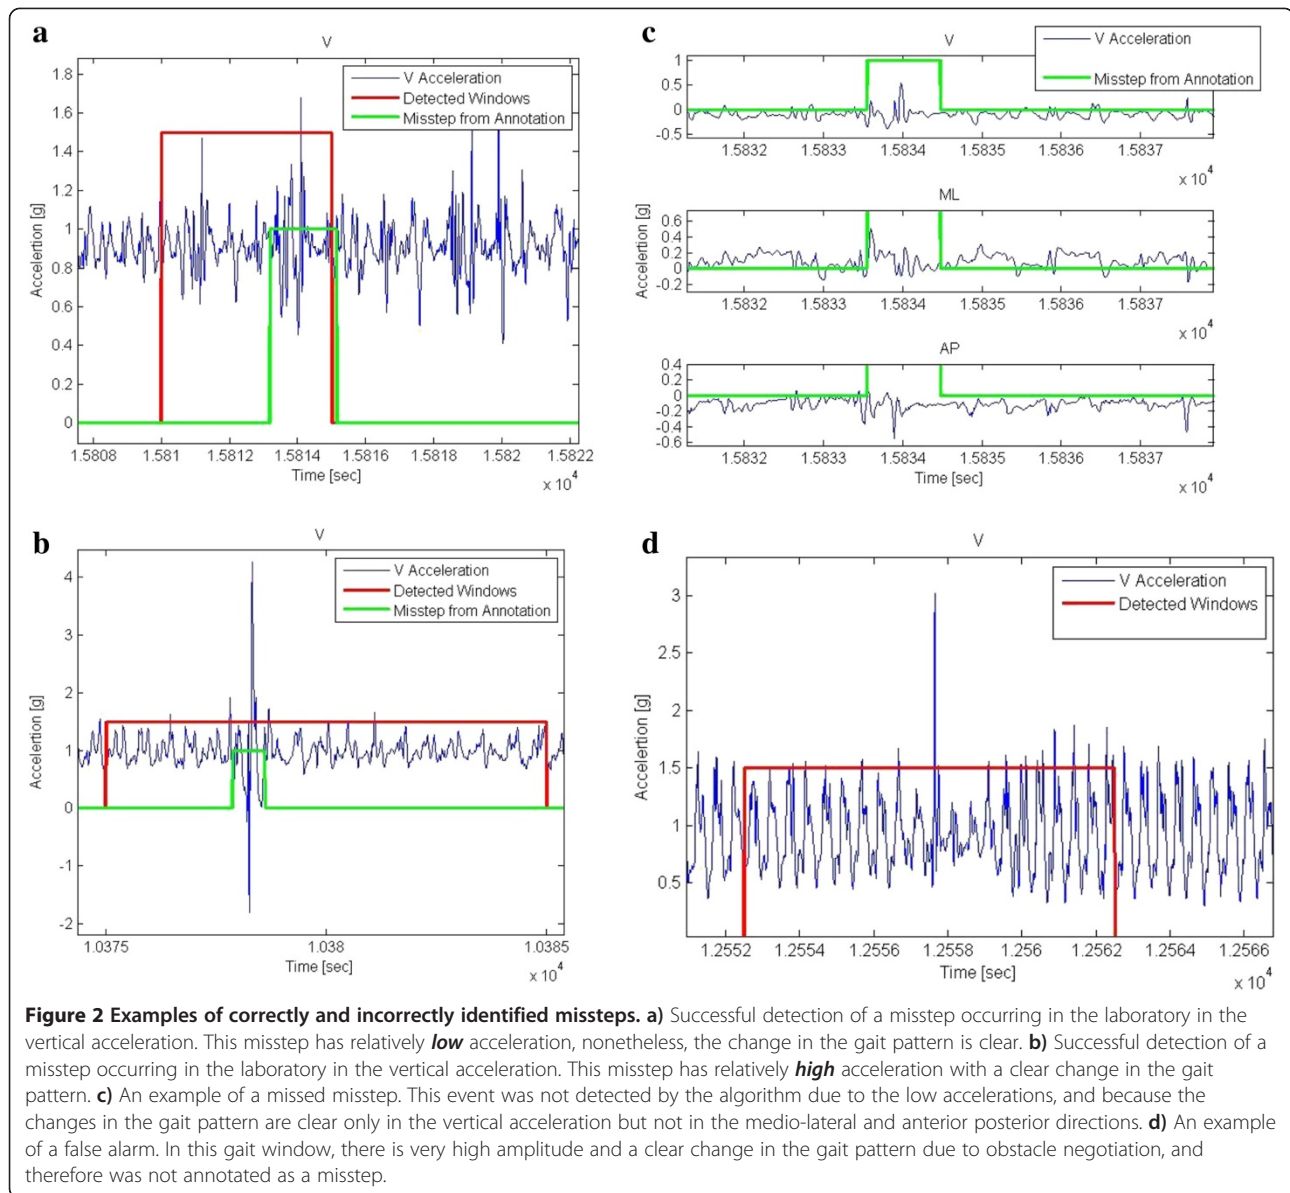 a
V
V Acceleration
Detected Windows
Misstep from Annotation
Accelertion [g]
1.8
1.6
1.4
1.2
1
0.8
0.6
0.4
0.2
0
1.5808 1.581 1.5812 1.5814 1.5816 1.5818 1.582 1.5822
Time [sec]
x 10^4
c
V
V Acceleration
Misstep from Annotation
1
0.5
0
-0.5
1.5832 1.5833 1.5834 1.5835 1.5836 1.5837
x 10^4
ML
Accelertion [g]
0.6
0.4
0.2
0
-0.2
1.5832 1.5833 1.5834 1.5835 1.5836 1.5837
x 10^4
AP
0.4
0.2
0
-0.2
-0.4
-0.6
1.5832 1.5833 1.5834 1.5835 1.5836 1.5837
Time [sec]
x 10^4
b
V
V Acceleration
Detected Windows
Misstep from Annotation
Accelertion [g]
4
3
2
1
0
-1
-2
1.0375 1.038 1.0385
Time [sec]
x 10^4
d
V
V Acceleration
Detected Windows
Accelertion [g]
3
2.5
2
1.5
1
0.5
1.2552 1.2554 1.2556 1.2558 1.256 1.2562 1.2564 1.2566
Time [sec]
x 10^4
Figure 2 Examples of correctly and incorrectly identified missteps. a) Successful detection of a misstep occurring in the laboratory in the
vertical acceleration. This misstep has relatively low acceleration, nonetheless, the change in the gait pattern is clear. b) Successful detection of a
misstep occurring in the laboratory in the vertical acceleration. This misstep has relatively high acceleration with a clear change in the gait
pattern. c) An example of a missed misstep. This event was not detected by the algorithm due to the low accelerations, and because the
changes in the gait pattern are clear only in the vertical acceleration but not in the medio-lateral and anterior posterior directions. d) An example
of a false alarm. In this gait window, there is very high amplitude and a clear change in the gait pattern due to obstacle negotiation, and
therefore was not annotated as a misstep.